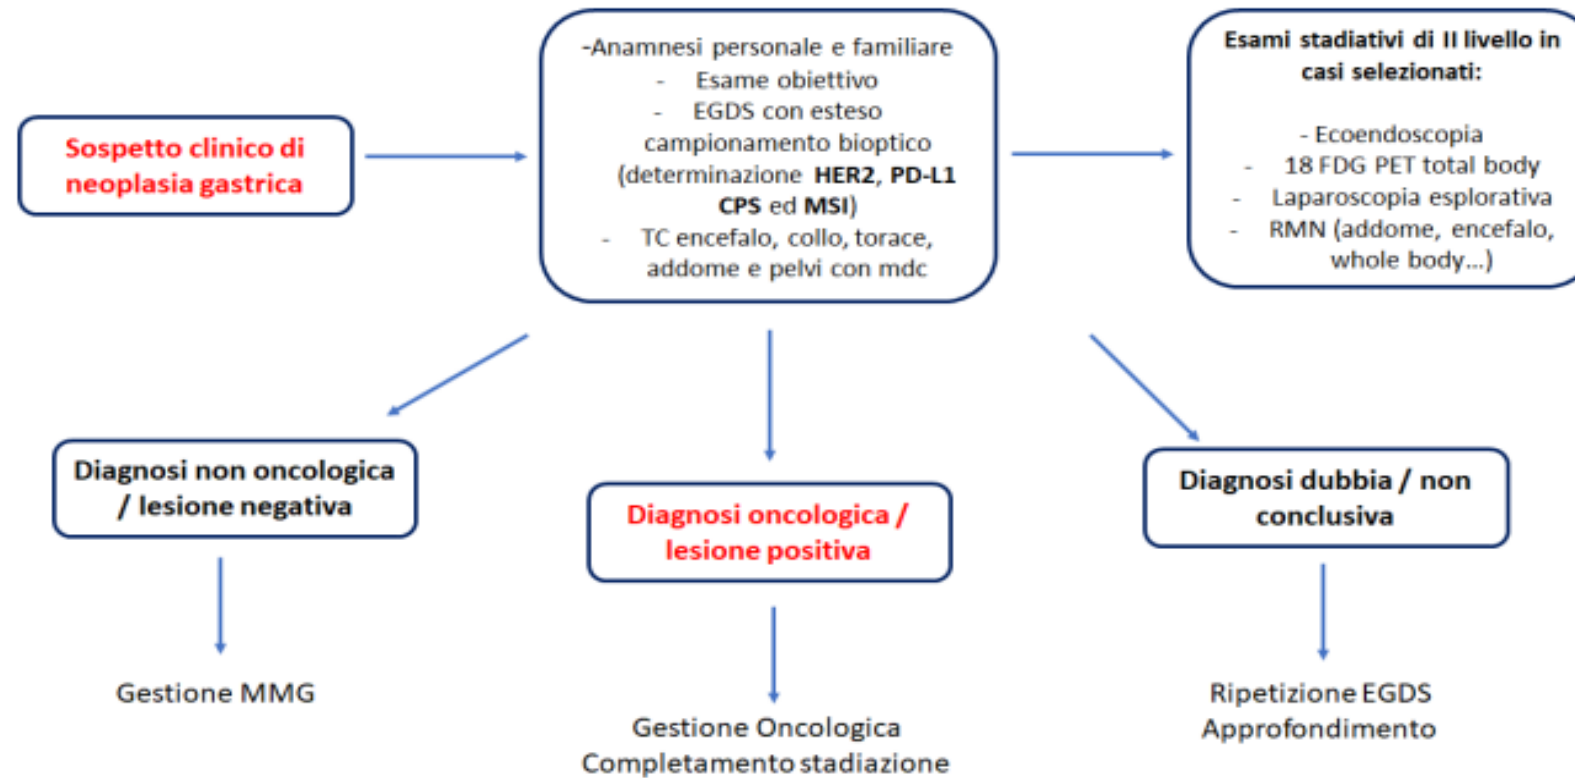 Sospetto clinico di
neoplasia gastrica
-Anamnesi personale e familiare
- Esame obiettivo
- EGDS con esteso
campionamento bioptico
(determinazione HER2, PD-L1
CPS ed MSI)
- TC encefalo, collo, torace,
addome e pelvi con mdc
Esami stadiativi di II livello in
casi selezionati:
- Ecoendoscopia
- 18 FDG PET total body
- Laparoscopia esplorativa
- RMN (addome, encefalo,
whole body...)
Diagnosi non oncologica
/ lesione negativa
Diagnosi oncologica /
lesione positiva
Diagnosi dubbia / non
conclusiva
Gestione MMG
Gestione Oncologica
Completamento stadiazione
Ripetizione EGDS
Approfondimento